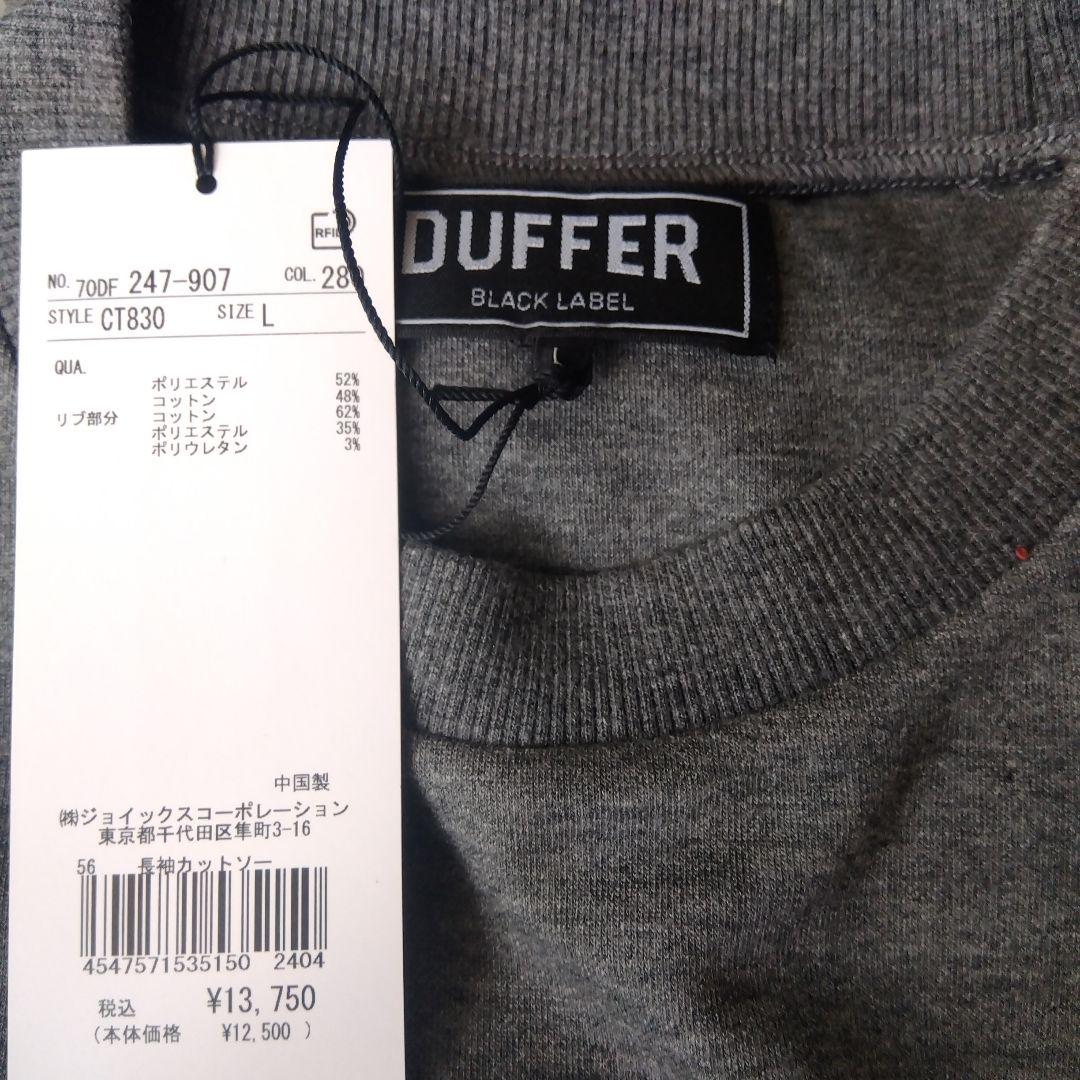 RFID
NO. 70DF 247-907 COL. 28
STYLE CT830 SIZE L
QUA.
ポリエステル 52%
コットン 48%
リブ部分 コットン 62%
ポリエステル 35%
ポリウレタン 3%
中国製
㈱ジョイックスコーポレーション
東京都千代田区隼町3-16
56 長袖カットソー
4547571535150 2404
税込 ¥13,750
(本体価格 ¥12,500 )
DUFFER
BLACK LABEL
L